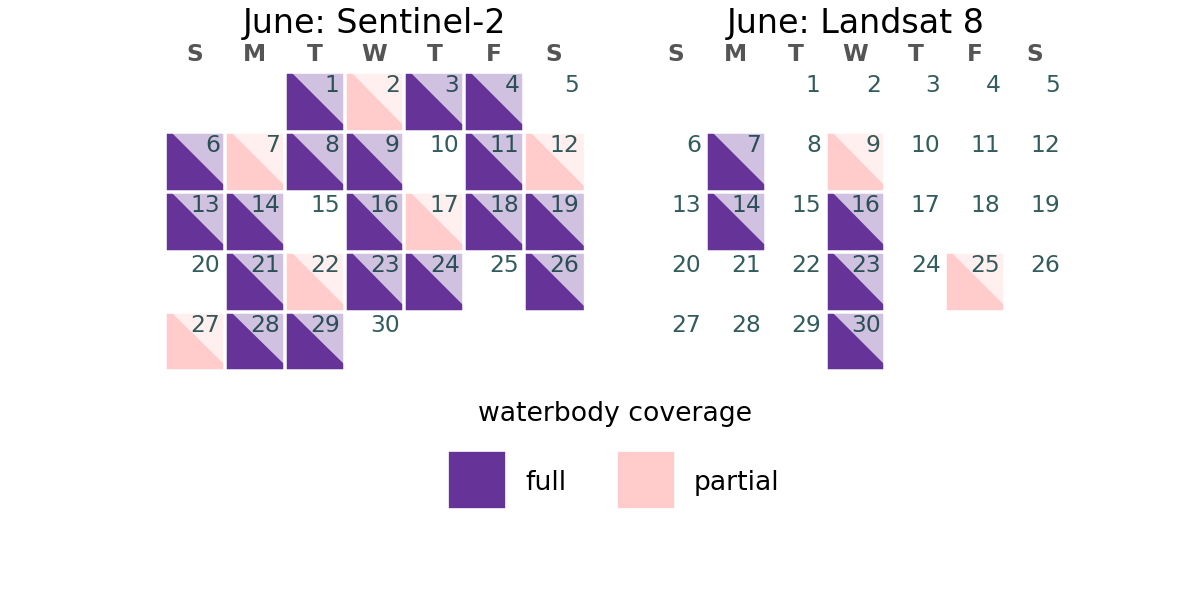 June: Sentinel-2
S M T W T F S
1 2 3 4 5
6 7 8 9 10 11 12
13 14 15 16 17 18 19
20 21 22 23 24 25 26
27 28 29 30
June: Landsat 8
S M T W T F S
1 2 3 4 5
6 7 8 9 10 11 12
13 14 15 16 17 18 19
20 21 22 23 24 25 26
27 28 29 30
waterbody coverage
full partial